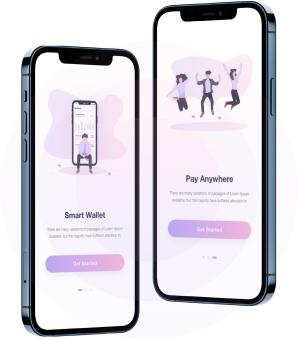 Smart Wallet
There are many variations of passages of Lorem Ipsum
available, but the majority have suffered alteration in
Get Started
Pay Anywhere
There are many variations of passages of Lorem Ipsum
available, but the majority have suffered alteration in
Get Started